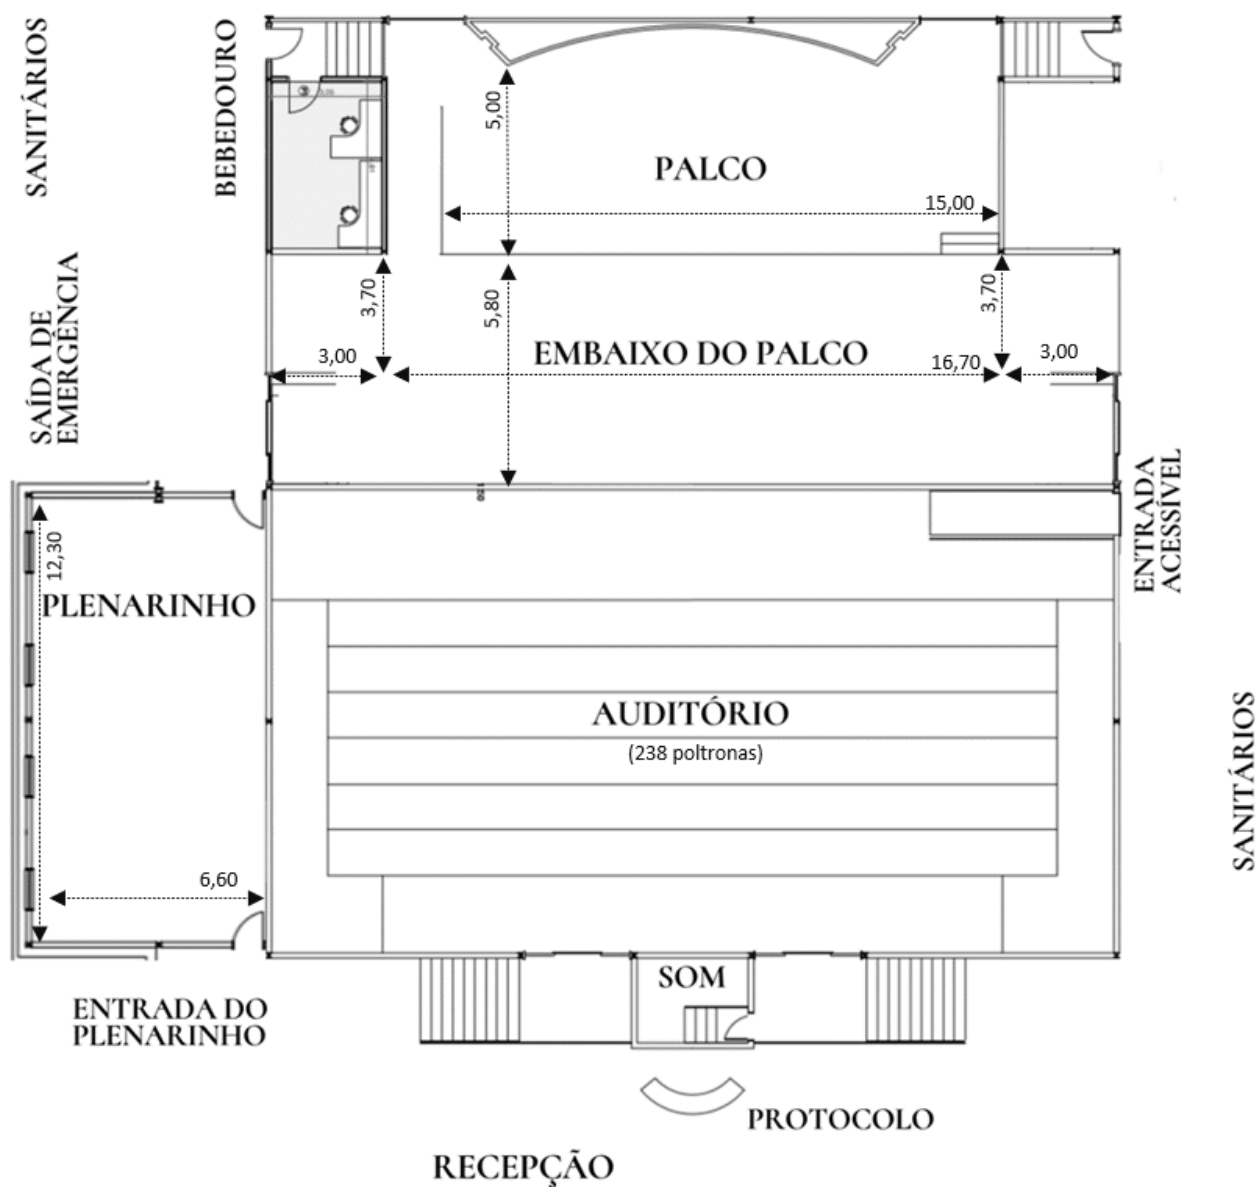 SANITÁRIOS
BEBEDOURO
5,00
PALCO
15,00
3,70
5,80
3,70
SAÍDA DE
EMERGÊNCIA
3,00
EMBAIXO DO PALCO
16,70
3,00
ENTRADA
ACESSÍVEL
12,30
PLENARINHO
AUDITÓRIO
(238 poltronas)
SANITÁRIOS
6,60
SOM
ENTRADA DO
PLENARINHO
PROTOCOLO
RECEPÇÃO